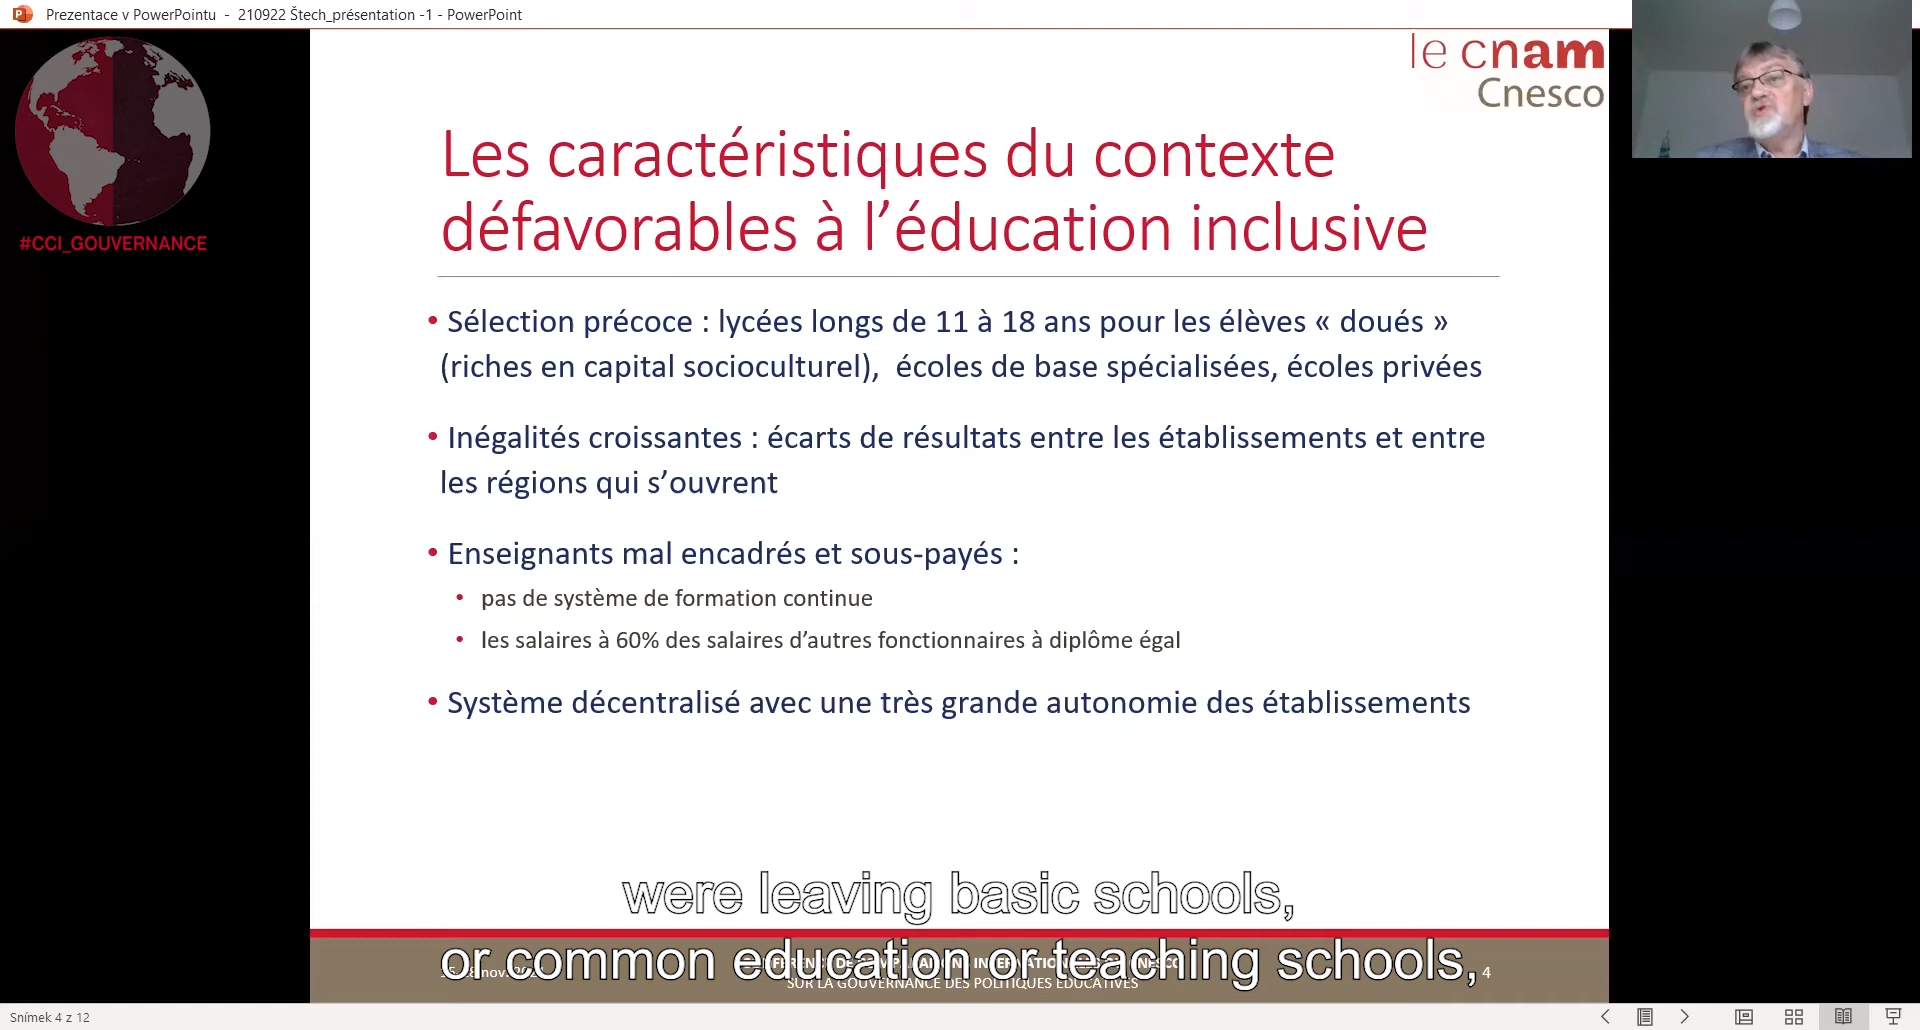 Prezentace v PowerPointu - 210922 Štech_présentation -1 - PowerPoint
le cnam
Cnesco
#CCI_GOUVERNANCE
Les caractéristiques du contexte
défavorables à l’éducation inclusive
• Sélection précoce : lycées longs de 11 à 18 ans pour les élèves « doués »
(riches en capital socioculturel), écoles de base spécialisées, écoles privées
• Inégalités croissantes : écarts de résultats entre les établissements et entre
les régions qui s’ouvrent
• Enseignants mal encadrés et sous-payés :
• pas de système de formation continue
• les salaires à 60% des salaires d’autres fonctionnaires à diplôme égal
• Système décentralisé avec une très grande autonomie des établissements
were leaving basic schools,
or common education or teaching schools,
SUR LA GOUVERNANCE DES POLITIQUES ÉDUCATIVES
4
Snímek 4 z 12